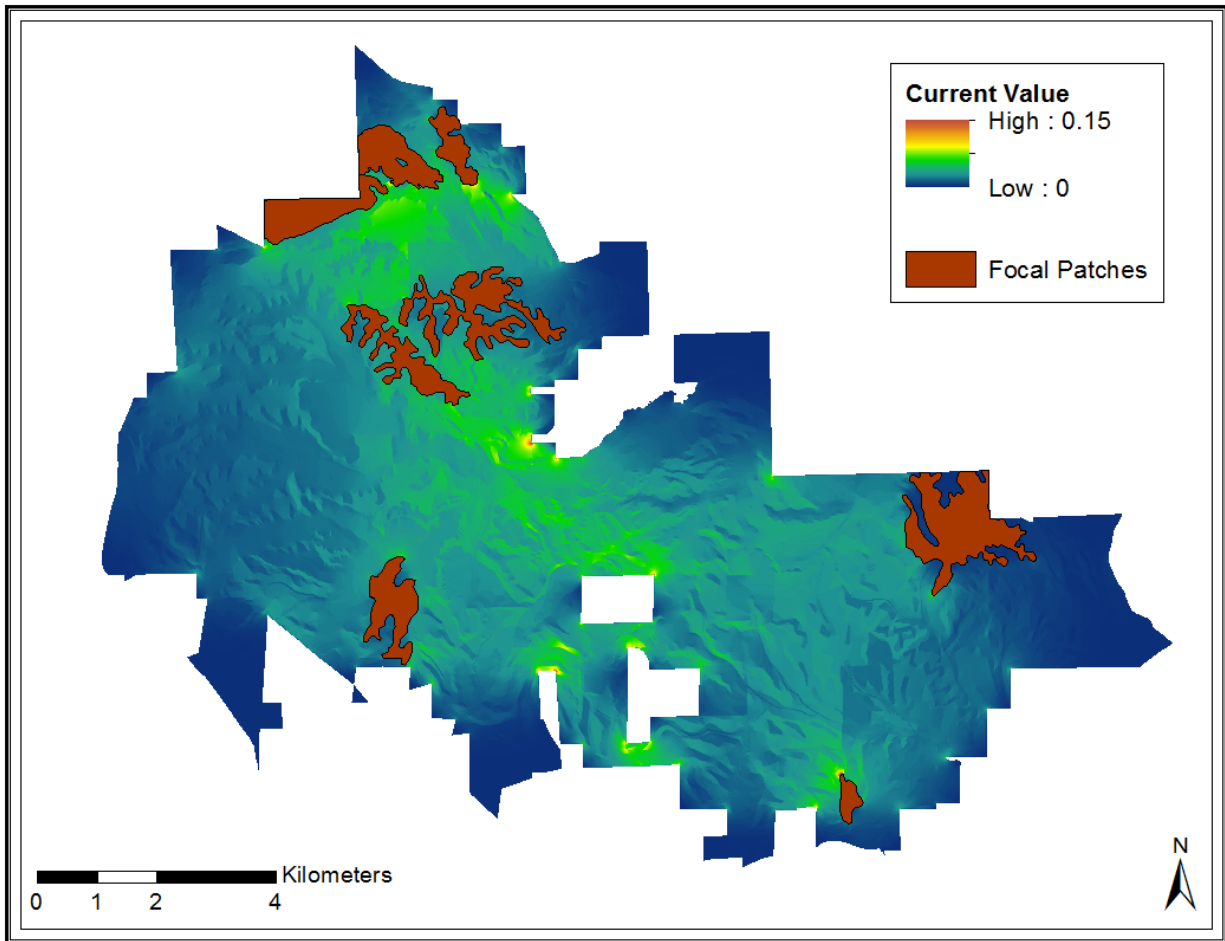 Current Value
High : 0.15
Low : 0
Focal Patches
Kilometers
0 1 2 4
N